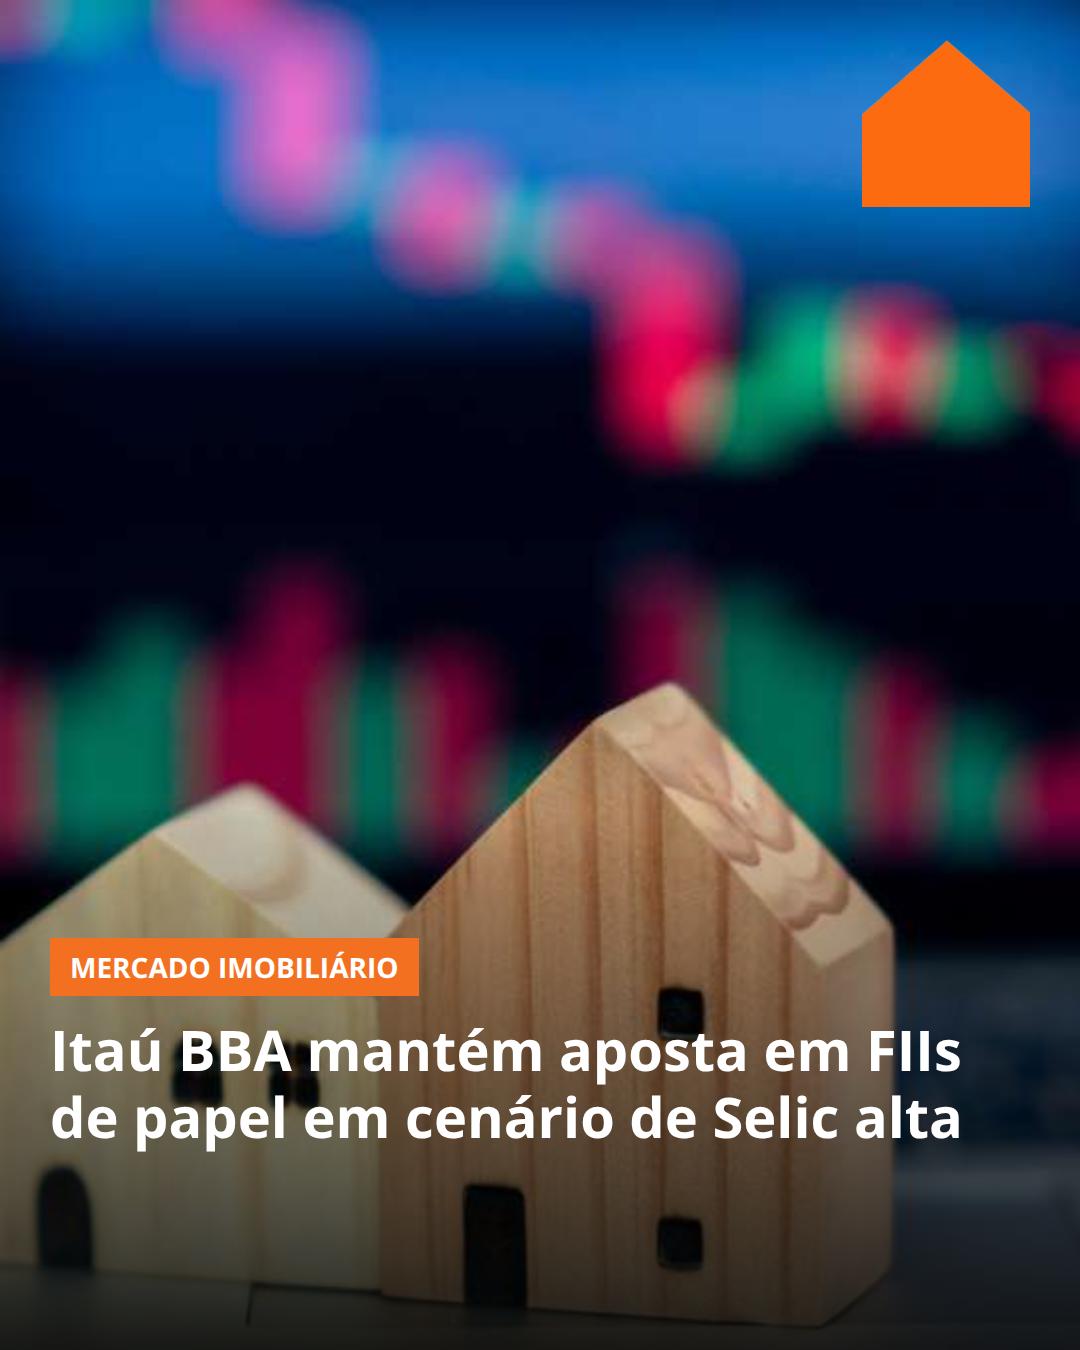 MERCADO IMOBILIÁRIO
Itaú BBA mantém aposta em FIIs
de papel em cenário de Selic alta